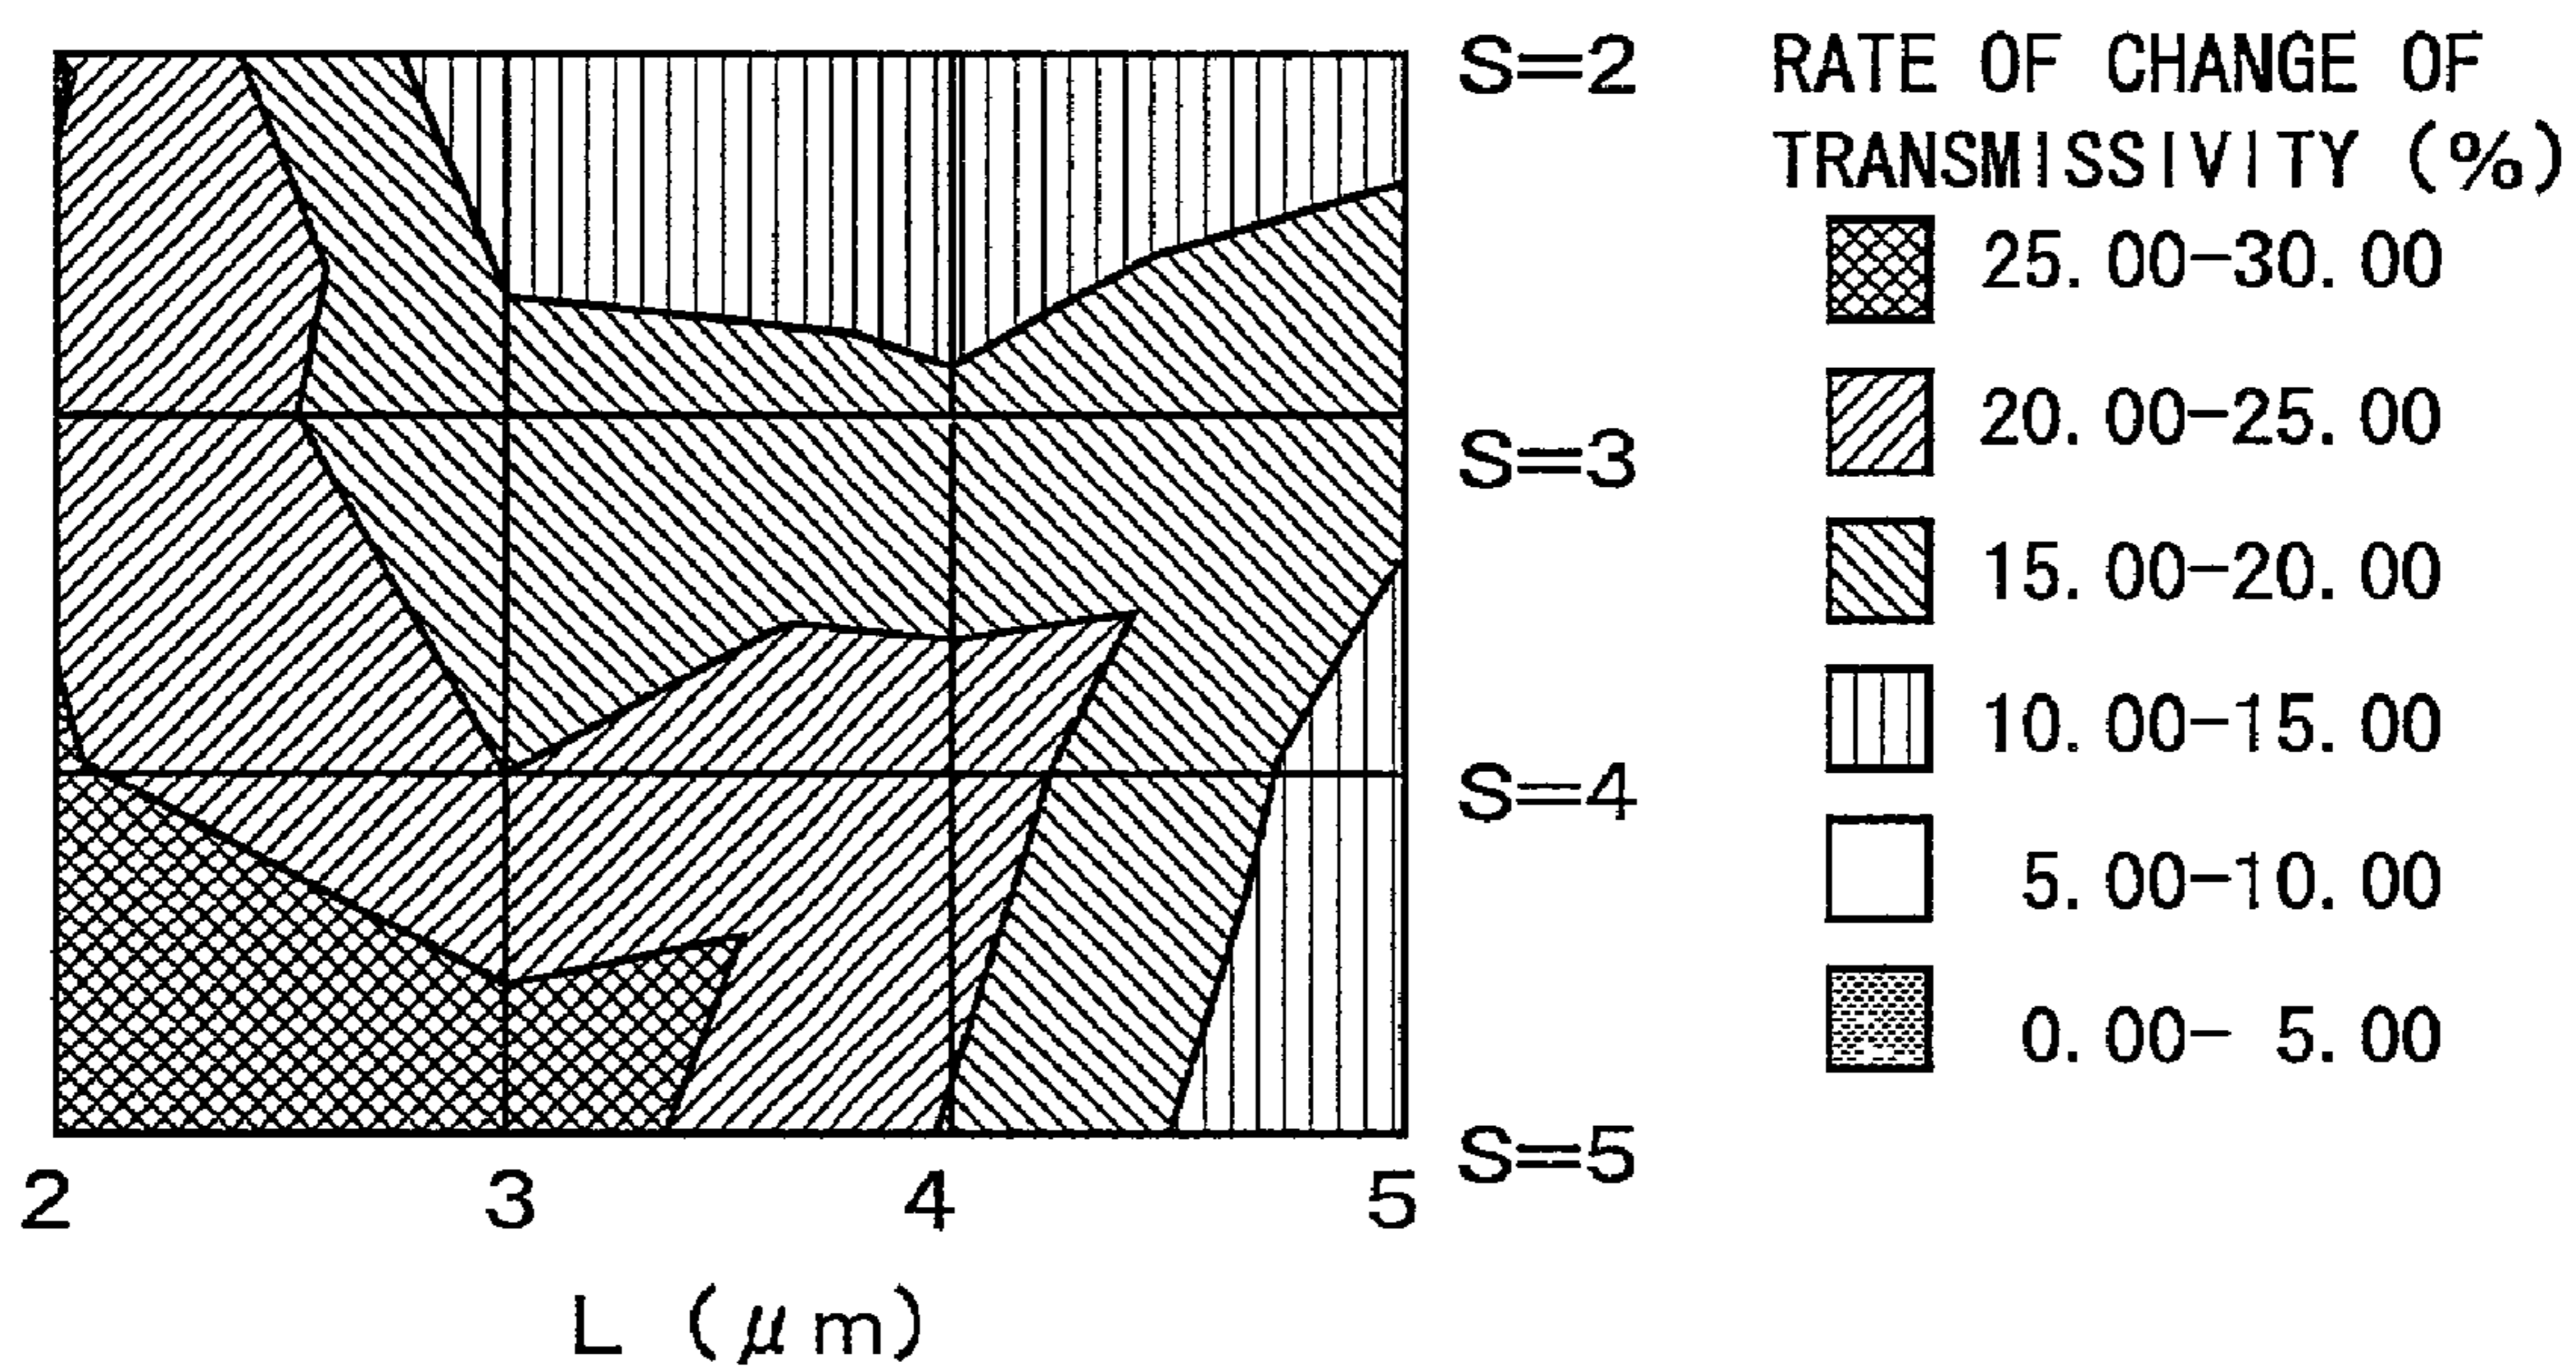 S=2
S=3
S=4
S=5
2 3 4 5
L (μm)
RATE OF CHANGE OF
TRANSMISSIVITY (%)
25.00-30.00
20.00-25.00
15.00-20.00
10.00-15.00
5.00-10.00
0.00- 5.00